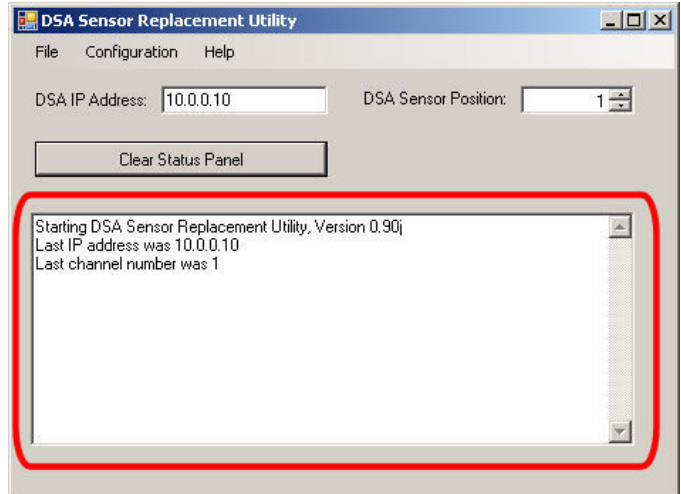 DSA Sensor Replacement Utility
File Configuration Help
DSA IP Address: 10.0.0.10 DSA Sensor Position: 1
Clear Status Panel
Starting DSA Sensor Replacement Utility, Version 0.90j
Last IP address was 10.0.0.10
Last channel number was 1